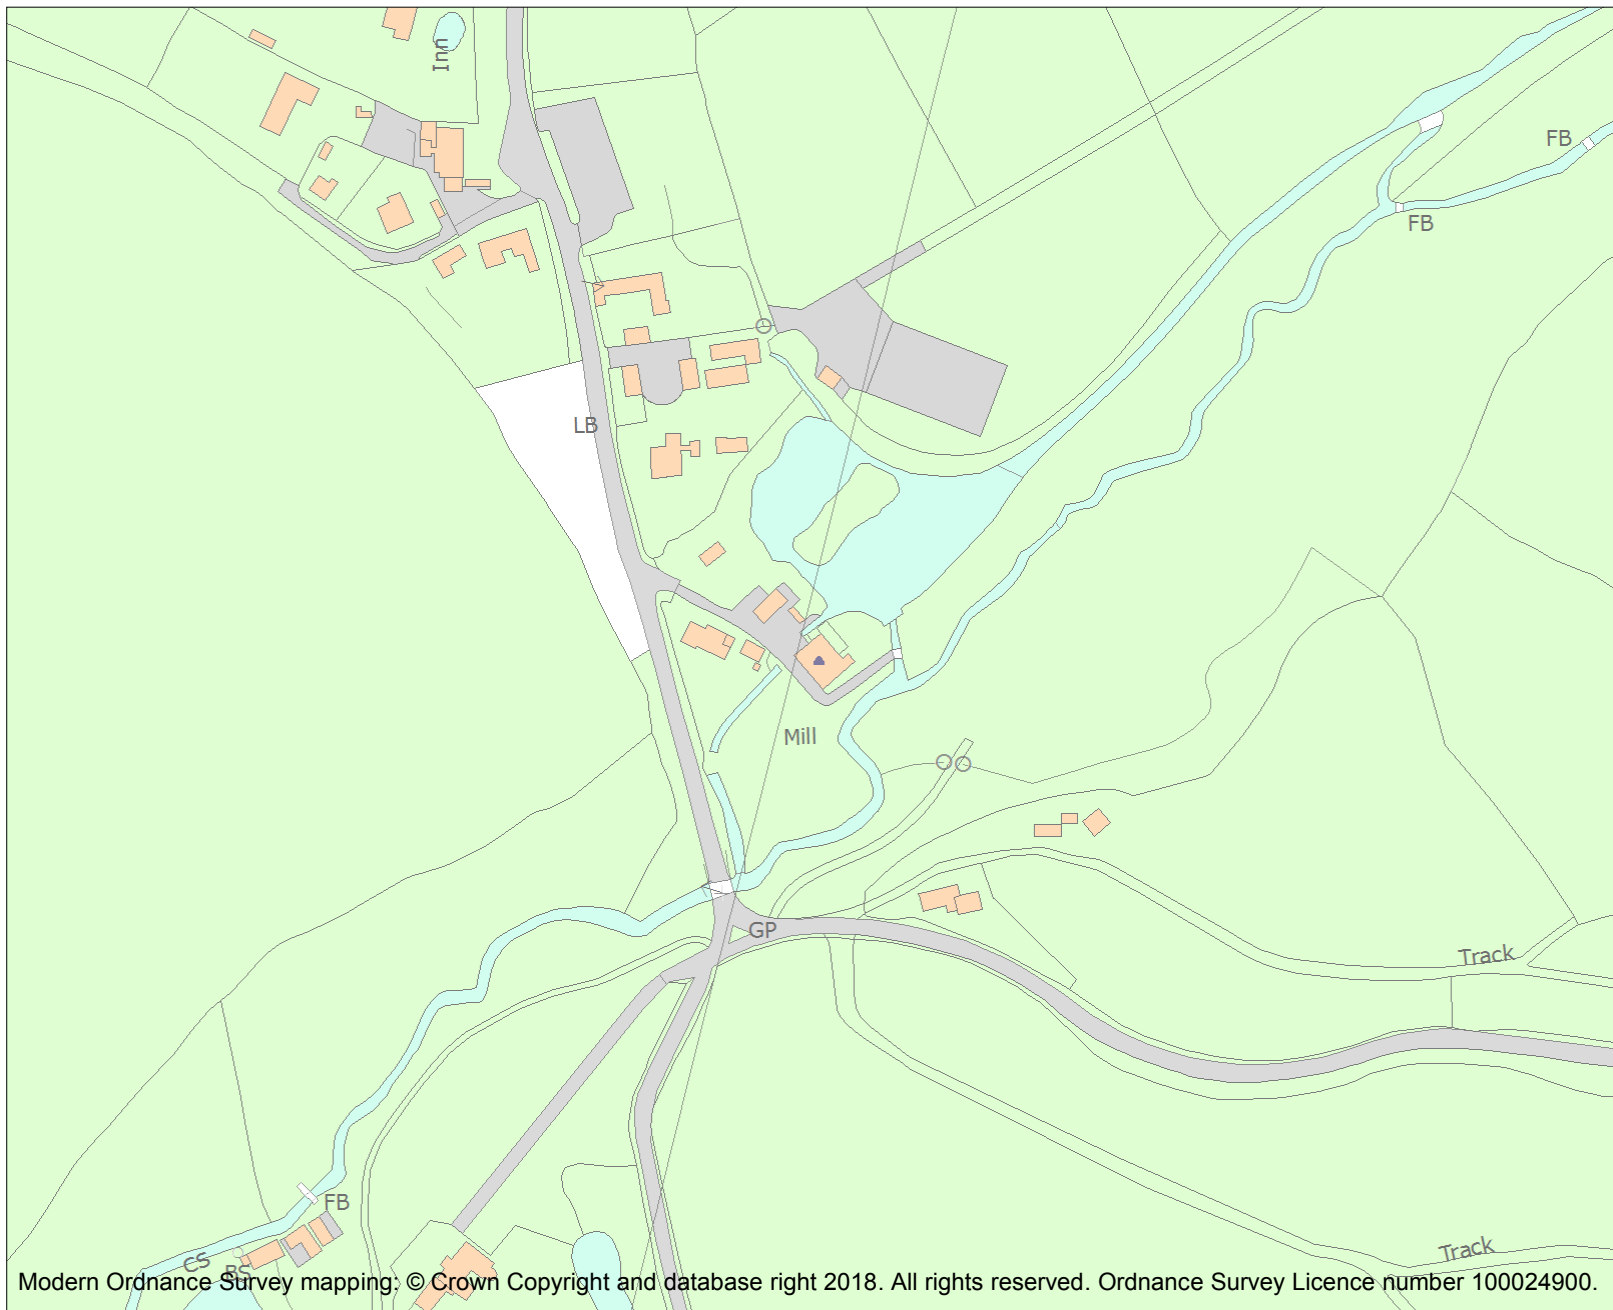 Inn
FB
FB
LB
Mill
GP
Track
FB
Track
CS
BS
Modern Ordnance Survey mapping: © Crown Copyright and database right 2018. All rights reserved. Ordnance Survey Licence number 100024900.